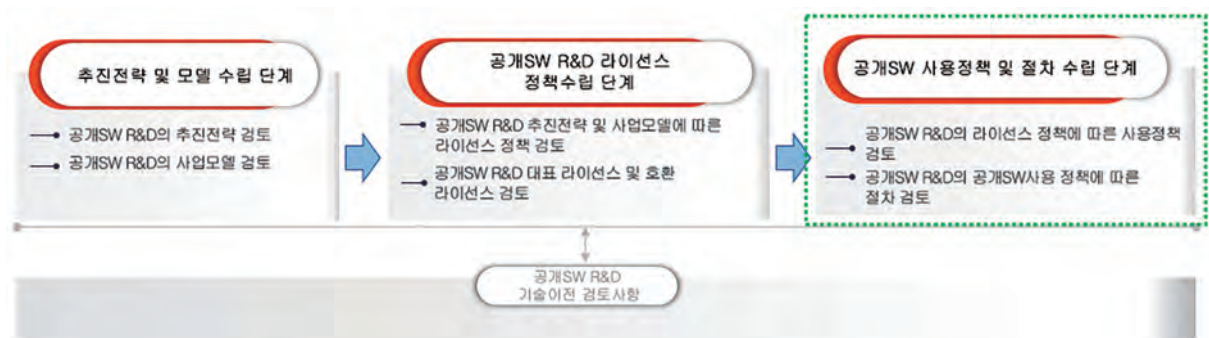 추진전략 및 모델 수립 단계
공개SW R&D의 추진전략 검토
공개SW R&D의 사업모델 검토
공개SW R&D 라이선스
정책수립 단계
공개SW R&D 추진전략 및 사업모델에 따른
라이선스 정책 검토
공개SW R&D 대표 라이선스 및 호환
라이선스 검토
공개SW 사용정책 및 절차 수립 단계
공개SW R&D의 라이선스 정책에 따른 사용정책
검토
공개SW R&D의 공개SW사용 정책에 따른
절차 검토
공개SW R&D
기술이전 검토사항